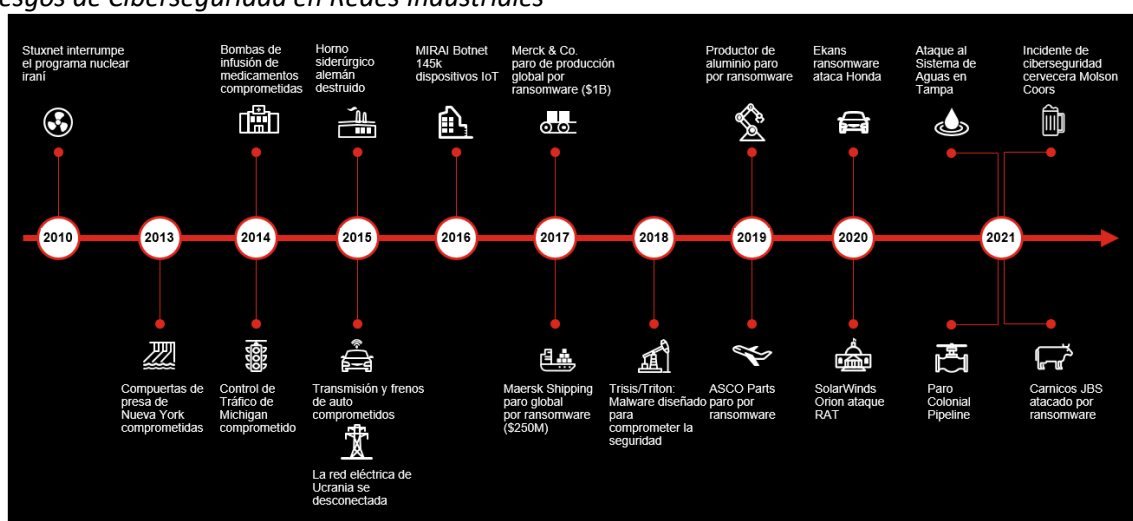 esgos de Ciberseguridad en Redes Industriales
Stuxnet interrumpe
el programa nuclear
iraní
Bombas de
infusión de
medicamentos
comprometidas
Horno
siderúrgico
alemán
destruido
MIRAI Botnet
145k
dispositivos IoT
Merck & Co.
paro de producción
global por
ransomware ($1B)
Productor de
aluminio paro
por ransomware
Ekans
ransomware
ataca Honda
Ataque al
Sistema de
Aguas en
Tampa
Incidente de
ciberseguridad
cervecera Molson
Coors
2010
2013
2014
2015
2016
2017
2018
2019
2020
2021
Compuertas de
presa de
Nueva York
comprometidas
Control de
Tráfico de
Michigan
comprometido
Transmisión y frenos
de auto
comprometidos
La red eléctrica de
Ucrania se
desconectada
Maersk Shipping
paro global
por ransomware
($250M)
Trisis/Triton:
Malware diseñado
para
comprometer la
seguridad
ASCO Parts
paro por
ransomware
SolarWinds
Orion ataque
RAT
Paro
Colonial
Pipeline
Carnicos JBS
atacado por
ransomware